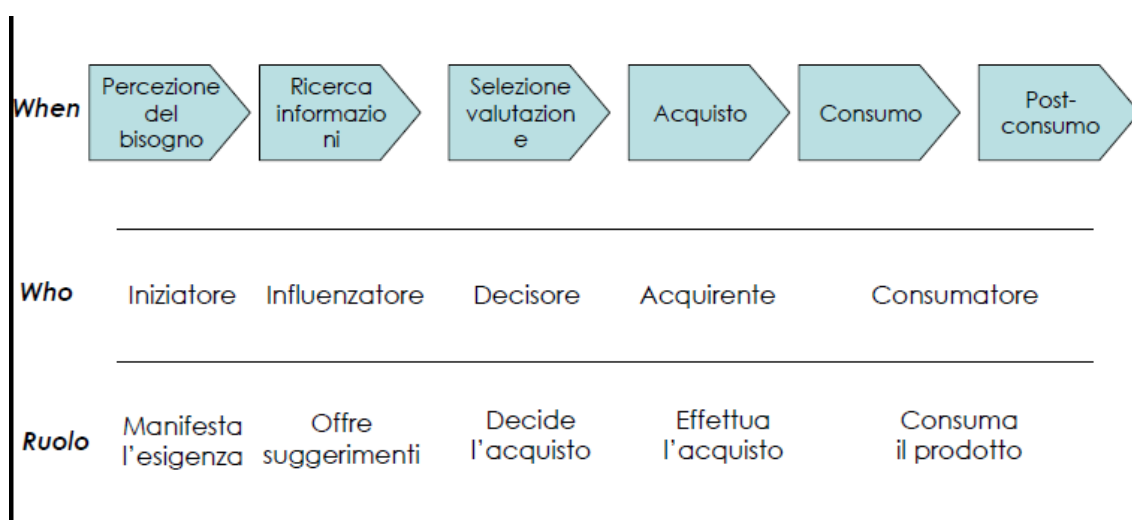 When
Percezione
del
bisogno
Ricerca
informazio
ni
Selezione
valutazion
e
Acquisto
Consumo
Post-
consumo
Who
Iniziatore
Influenzatore
Decisore
Acquirente
Consumatore
Ruolo
Manifesta
l'esigenza
Offre
suggerimenti
Decide
l'acquisto
Effettua
l'acquisto
Consuma
il prodotto